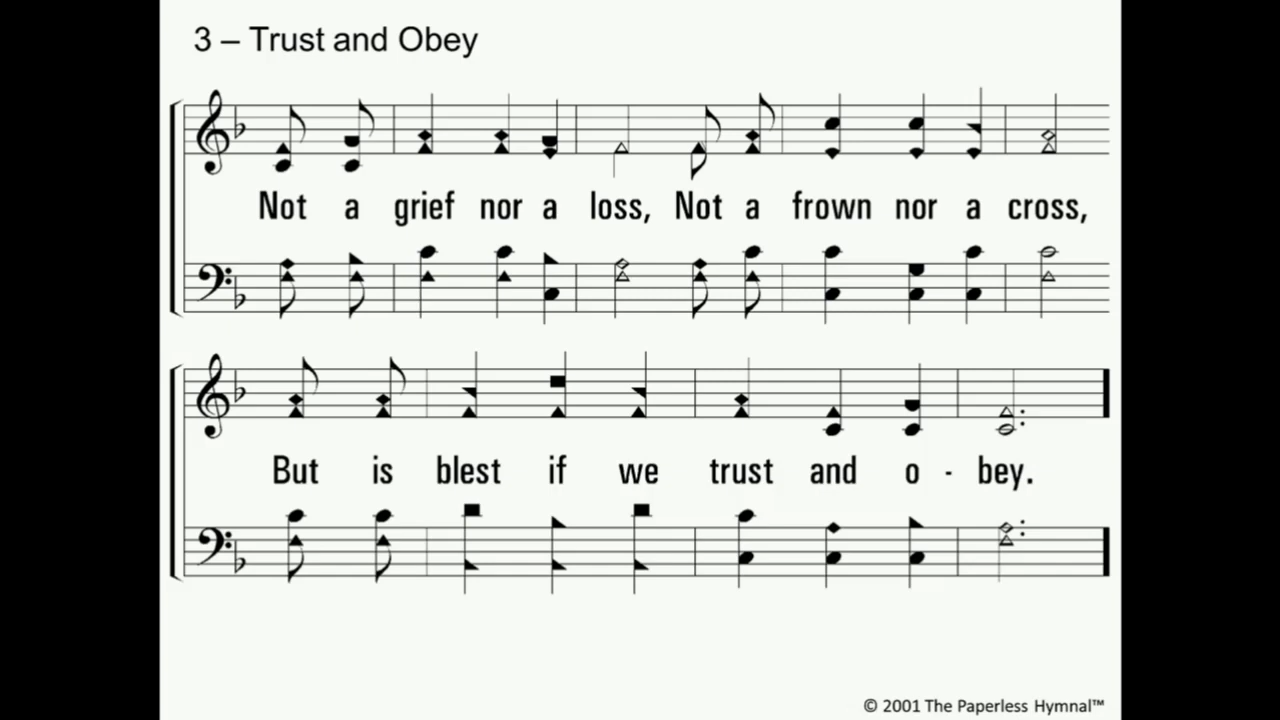 3 – Trust and Obey
Not a grief nor a loss, Not a frown nor a cross,
But is blest if we trust and o - bey.
© 2001 The Paperless Hymnal™